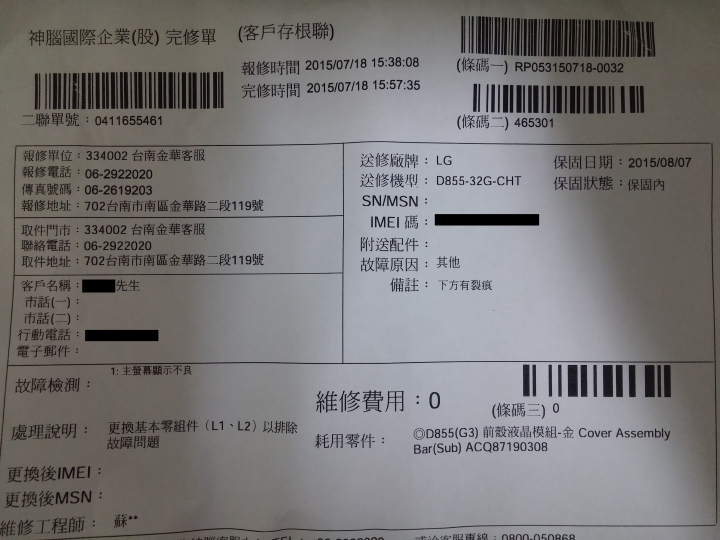 神腦國際企業(股) 完修單 (客戶存根聯)
報修時間 2015/07/18 15:38:08
完修時間 2015/07/18 15:57:35
(條碼一) RP053150718-0032
二聯單號： 0411655461
(條碼二) 465301
報修單位：334002 台南金華客服
報修電話：06-2922020
傳真號碼：06-2619203
報修地址：702台南市南區金華路二段119號
取件門市：334002 台南金華客服
聯絡電話：06-2922020
取件地址：702台南市南區金華路二段119號
客戶名稱： 先生
市話(一)：
市話(二)：
行動電話：
電子郵件：
送修廠牌：LG
保固日期：2015/08/07
送修機型：D855-32G-CHT
保固狀態：保固內
SN/MSN：
IMEI 碼：
附送配件：
故障原因：其他
備註：下方有裂痕
故障檢測： 1: 主螢幕顯示不良
維修費用：0
(條碼三) 0
處理說明： 更換基本零組件（L1、L2）以排除
故障問題
耗用零件： ◎D855(G3) 前殼液晶模組-金 Cover Assembly
Bar(Sub) ACQ87190308
更換後IMEI：
更換後MSN：
維修工程師： 蘇**